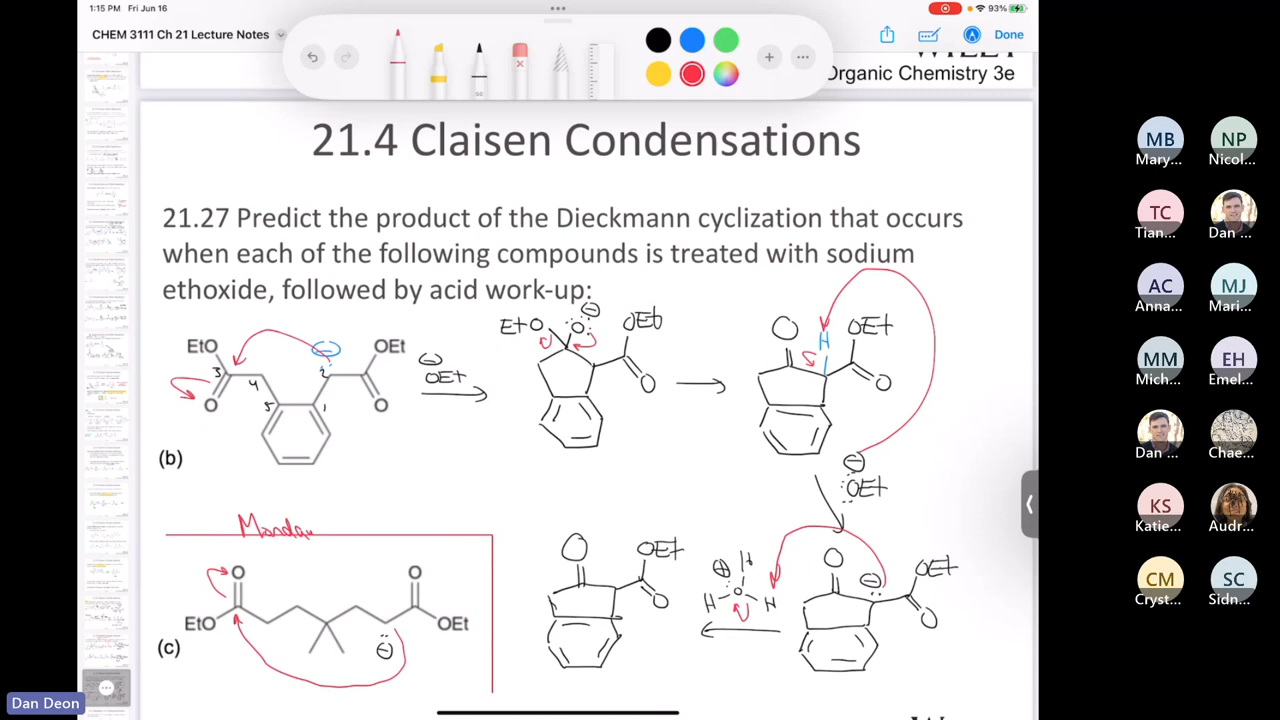 1:15 PM Fri Jun 16
93%
CHEM 3111 Ch 21 Lecture Notes
Done
Organic Chemistry 3e
21.4 Claisen Condensations
21.27 Predict the product of the Dieckmann cyclization that occurs
when each of the following compounds is treated with sodium
ethoxide, followed by acid work-up:
EtO OEt
O O
3 4 5 2 1
OEt
EtO O OEt
O
O H OEt
O
(b)
OEt
Monday
O OEt
O
H
H O H
O OEt
O
O O
EtO OEt
(c)
MB NP
Mary... Nicol...
TC
Tian... Dan ...
AC MJ
Anna... Mari...
MM EH
Mich... Emel...
Dan ... Chae...
KS
Katie... Audr...
CM SC
Cryst... Sidn...
Dan Deon